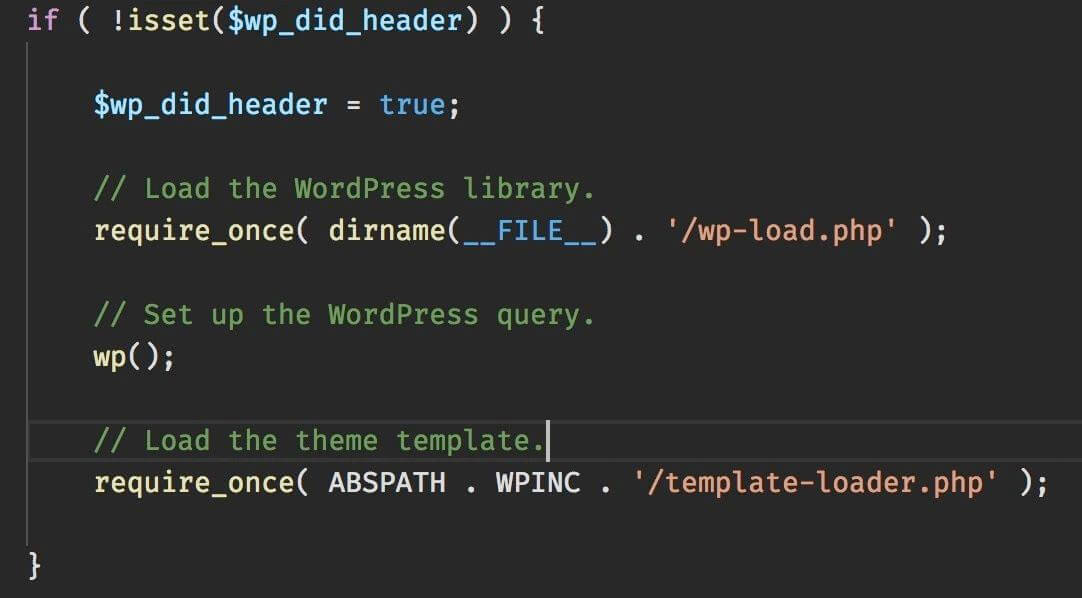 if ( !isset($wp_did_header) ) {
$wp_did_header = true;
// Load the WordPress library.
require_once( dirname(__FILE__) . '/wp-load.php' );
// Set up the WordPress query.
wp();
// Load the theme template.
require_once( ABSPATH . WPINC . '/template-loader.php' );
}